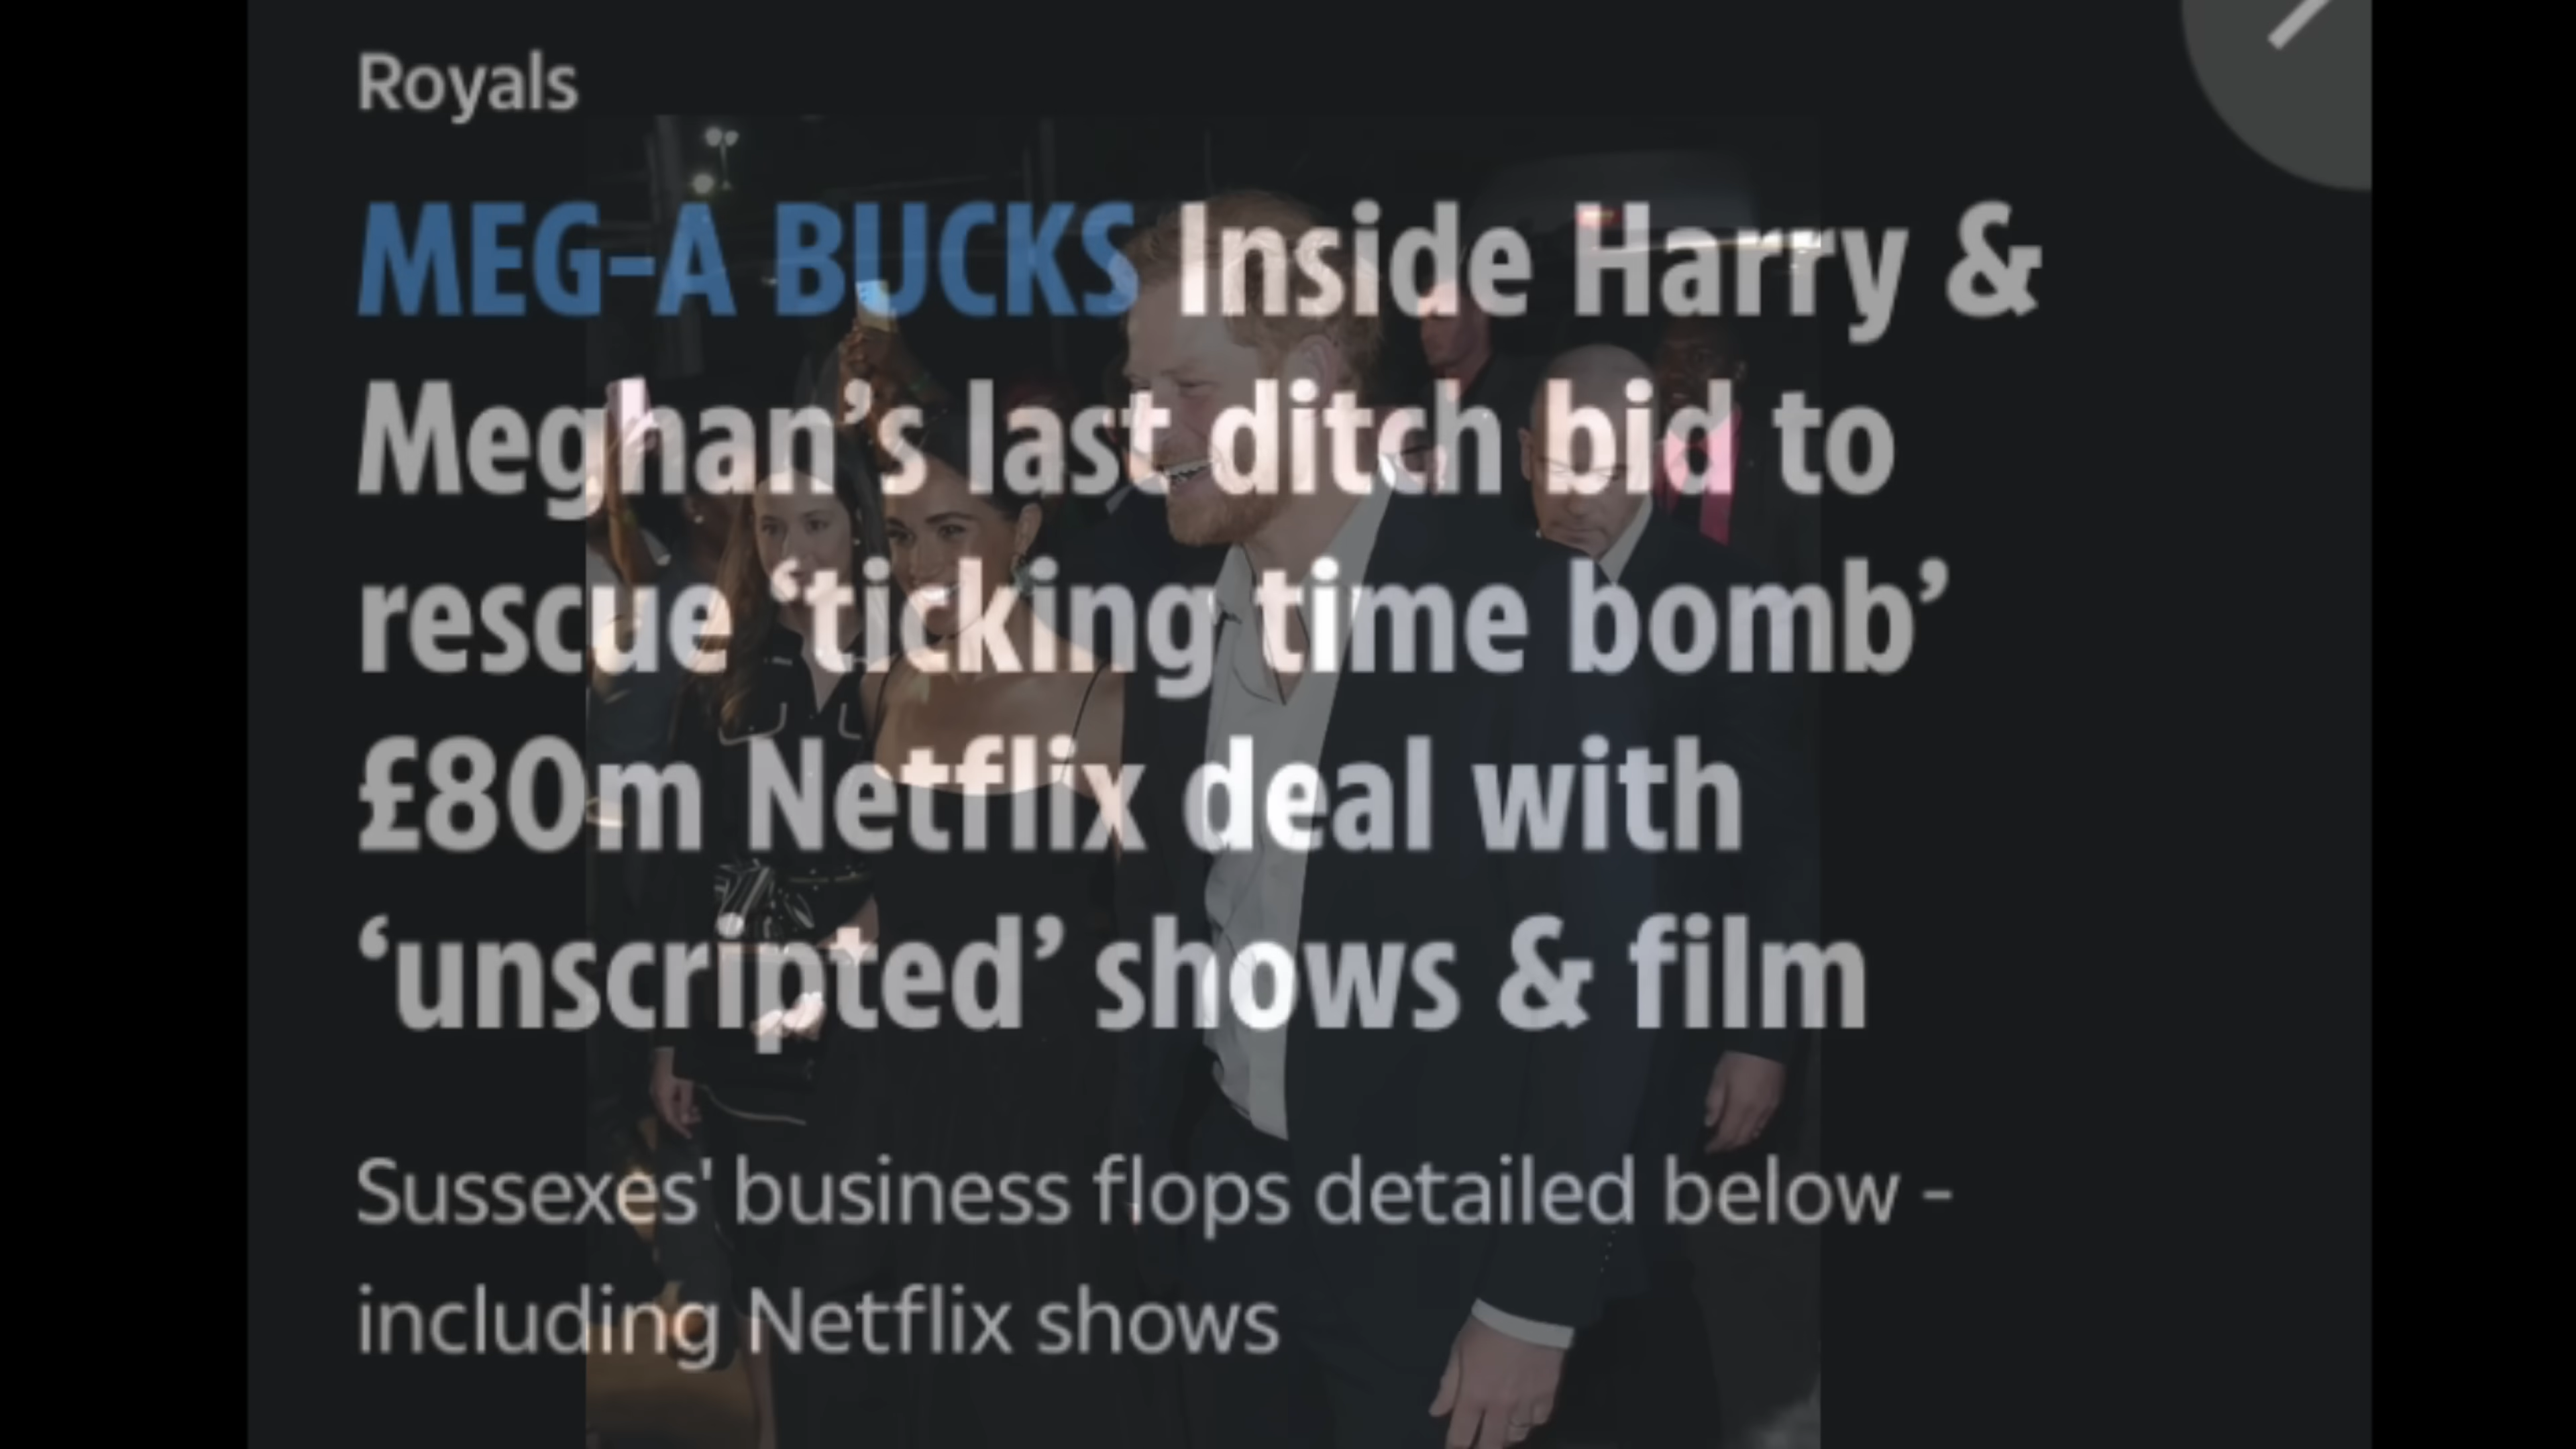 Royals
MEG-A BUCKS Inside Harry &
Meghan’s last ditch bid to
rescue ‘ticking time bomb’
£80m Netflix deal with
‘unscripted’ shows & film
Sussexes' business flops detailed below -
including Netflix shows